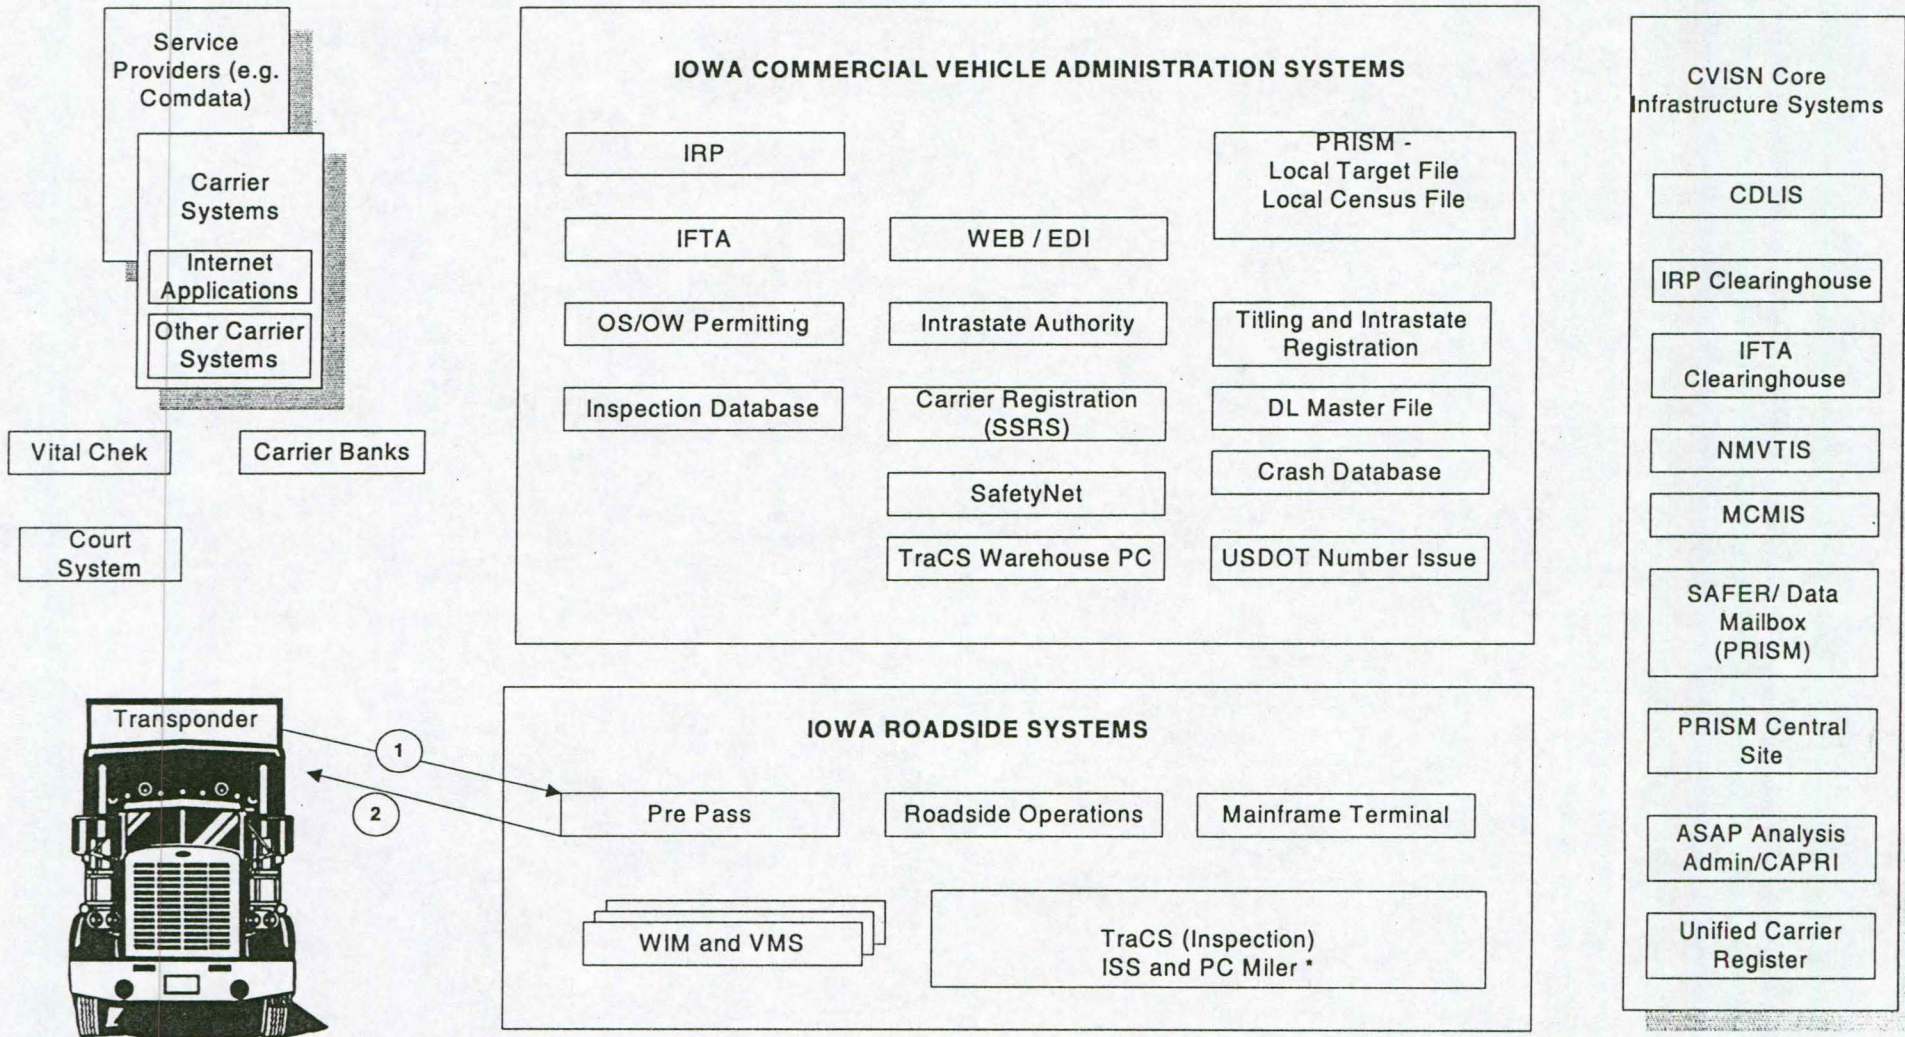 Service
Providers (e.g.
Comdata)
Carrier
Systems
Internet
Applications
Other Carrier
Systems
Vital Chek
Carrier Banks
Court
System
IOWA COMMERCIAL VEHICLE ADMINISTRATION SYSTEMS
IRP
PRISM -
Local Target File
Local Census File
IFTA
WEB / EDI
OS/OW Permitting
Intrastate Authority
Titling and Intrastate
Registration
Inspection Database
Carrier Registration
(SSRS)
DL Master File
SafetyNet
Crash Database
TraCS Warehouse PC
USDOT Number Issue
CVISN Core
Infrastructure Systems
CDLIS
IRP Clearinghouse
IFTA
Clearinghouse
NMVTIS
MCMIS
SAFER/ Data
Mailbox
(PRISM)
PRISM Central
Site
ASAP Analysis
Admin/CAPRI
Unified Carrier
Register
Transponder
1
2
IOWA ROADSIDE SYSTEMS
Pre Pass
Roadside Operations
Mainframe Terminal
WIM and VMS
TraCS (Inspection)
ISS and PC Miler *